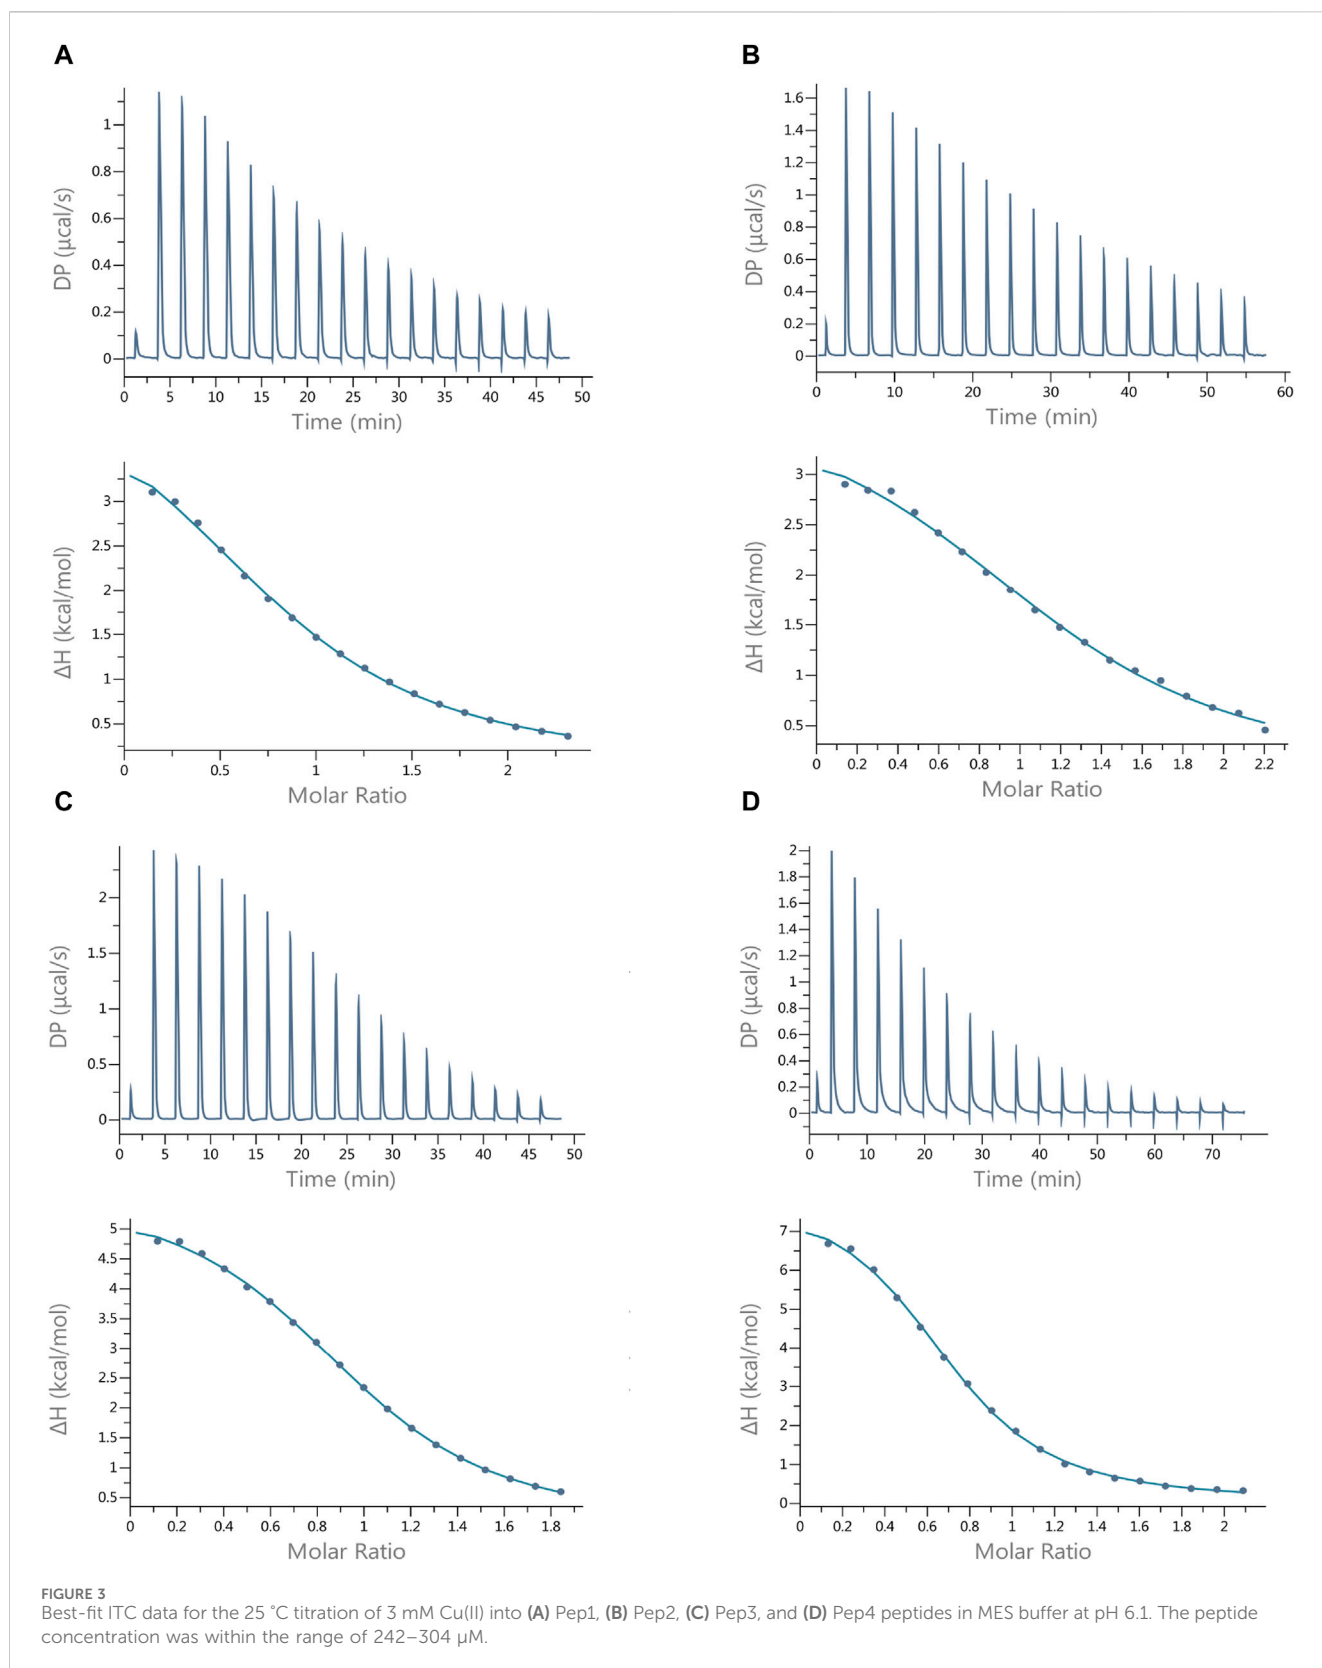 A
B
DP (μcal/s)
1
0.8
0.6
0.4
0.2
0
0 5 10 15 20 25 30 35 40 45 50
Time (min)
DP (μcal/s)
1.6
1.4
1.2
1
0.8
0.6
0.4
0.2
0
0 10 20 30 40 50 60
Time (min)
ΔH (kcal/mol)
3
2.5
2
1.5
1
0.5
0 0.5 1 1.5 2
Molar Ratio
ΔH (kcal/mol)
3
2.5
2
1.5
1
0.5
0 0.2 0.4 0.6 0.8 1 1.2 1.4 1.6 1.8 2 2.2
Molar Ratio
C
D
DP (μcal/s)
2
1.5
1
0.5
0
0 5 10 15 20 25 30 35 40 45 50
Time (min)
DP (μcal/s)
2
1.8
1.6
1.4
1.2
1
0.8
0.6
0.4
0.2
0
0 10 20 30 40 50 60 70
Time (min)
ΔH (kcal/mol)
5
4.5
4
3.5
3
2.5
2
1.5
1
0.5
0 0.2 0.4 0.6 0.8 1 1.2 1.4 1.6 1.8
Molar Ratio
ΔH (kcal/mol)
7
6
5
4
3
2
1
0
0 0.2 0.4 0.6 0.8 1 1.2 1.4 1.6 1.8 2
Molar Ratio
FIGURE 3
Best-fit ITC data for the 25 °C titration of 3 mM Cu(II) into (A) Pep1, (B) Pep2, (C) Pep3, and (D) Pep4 peptides in MES buffer at pH 6.1. The peptide
concentration was within the range of 242–304 μM.